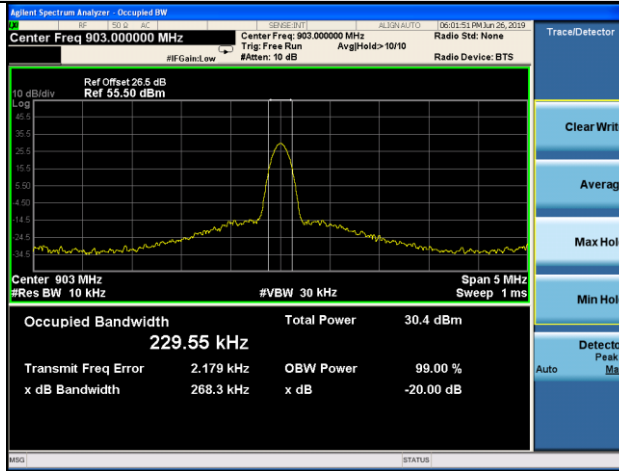 Agilent Spectrum Analyzer - Occupied BW
LXI RF 50 Ω AC SENSE:INT ALIGN AUTO 06:01:51 PM Jun 26, 2019
Center Freq 903.000000 MHz
Center Freq: 903.000000 MHz
Radio Std: None
Trig: Free Run Avg|Hold:>10/10
#IFGain:Low
#Atten: 10 dB
Radio Device: BTS
Trace/Detector
Ref Offset 26.5 dB
10 dB/div Ref 55.50 dBm
Log
45.5
35.5
25.5
15.5
5.50
-4.50
-14.5
-24.5
-34.5
Clear Writ
Averag
Max Hol
Min Hol
Detecto
Peak
Auto Ma
Center 903 MHz Span 5 MHz
#Res BW 10 kHz #VBW 30 kHz Sweep 1 ms
Occupied Bandwidth Total Power 30.4 dBm
229.55 kHz
Transmit Freq Error 2.179 kHz OBW Power 99.00 %
x dB Bandwidth 268.3 kHz x dB -20.00 dB
MSG STATUS